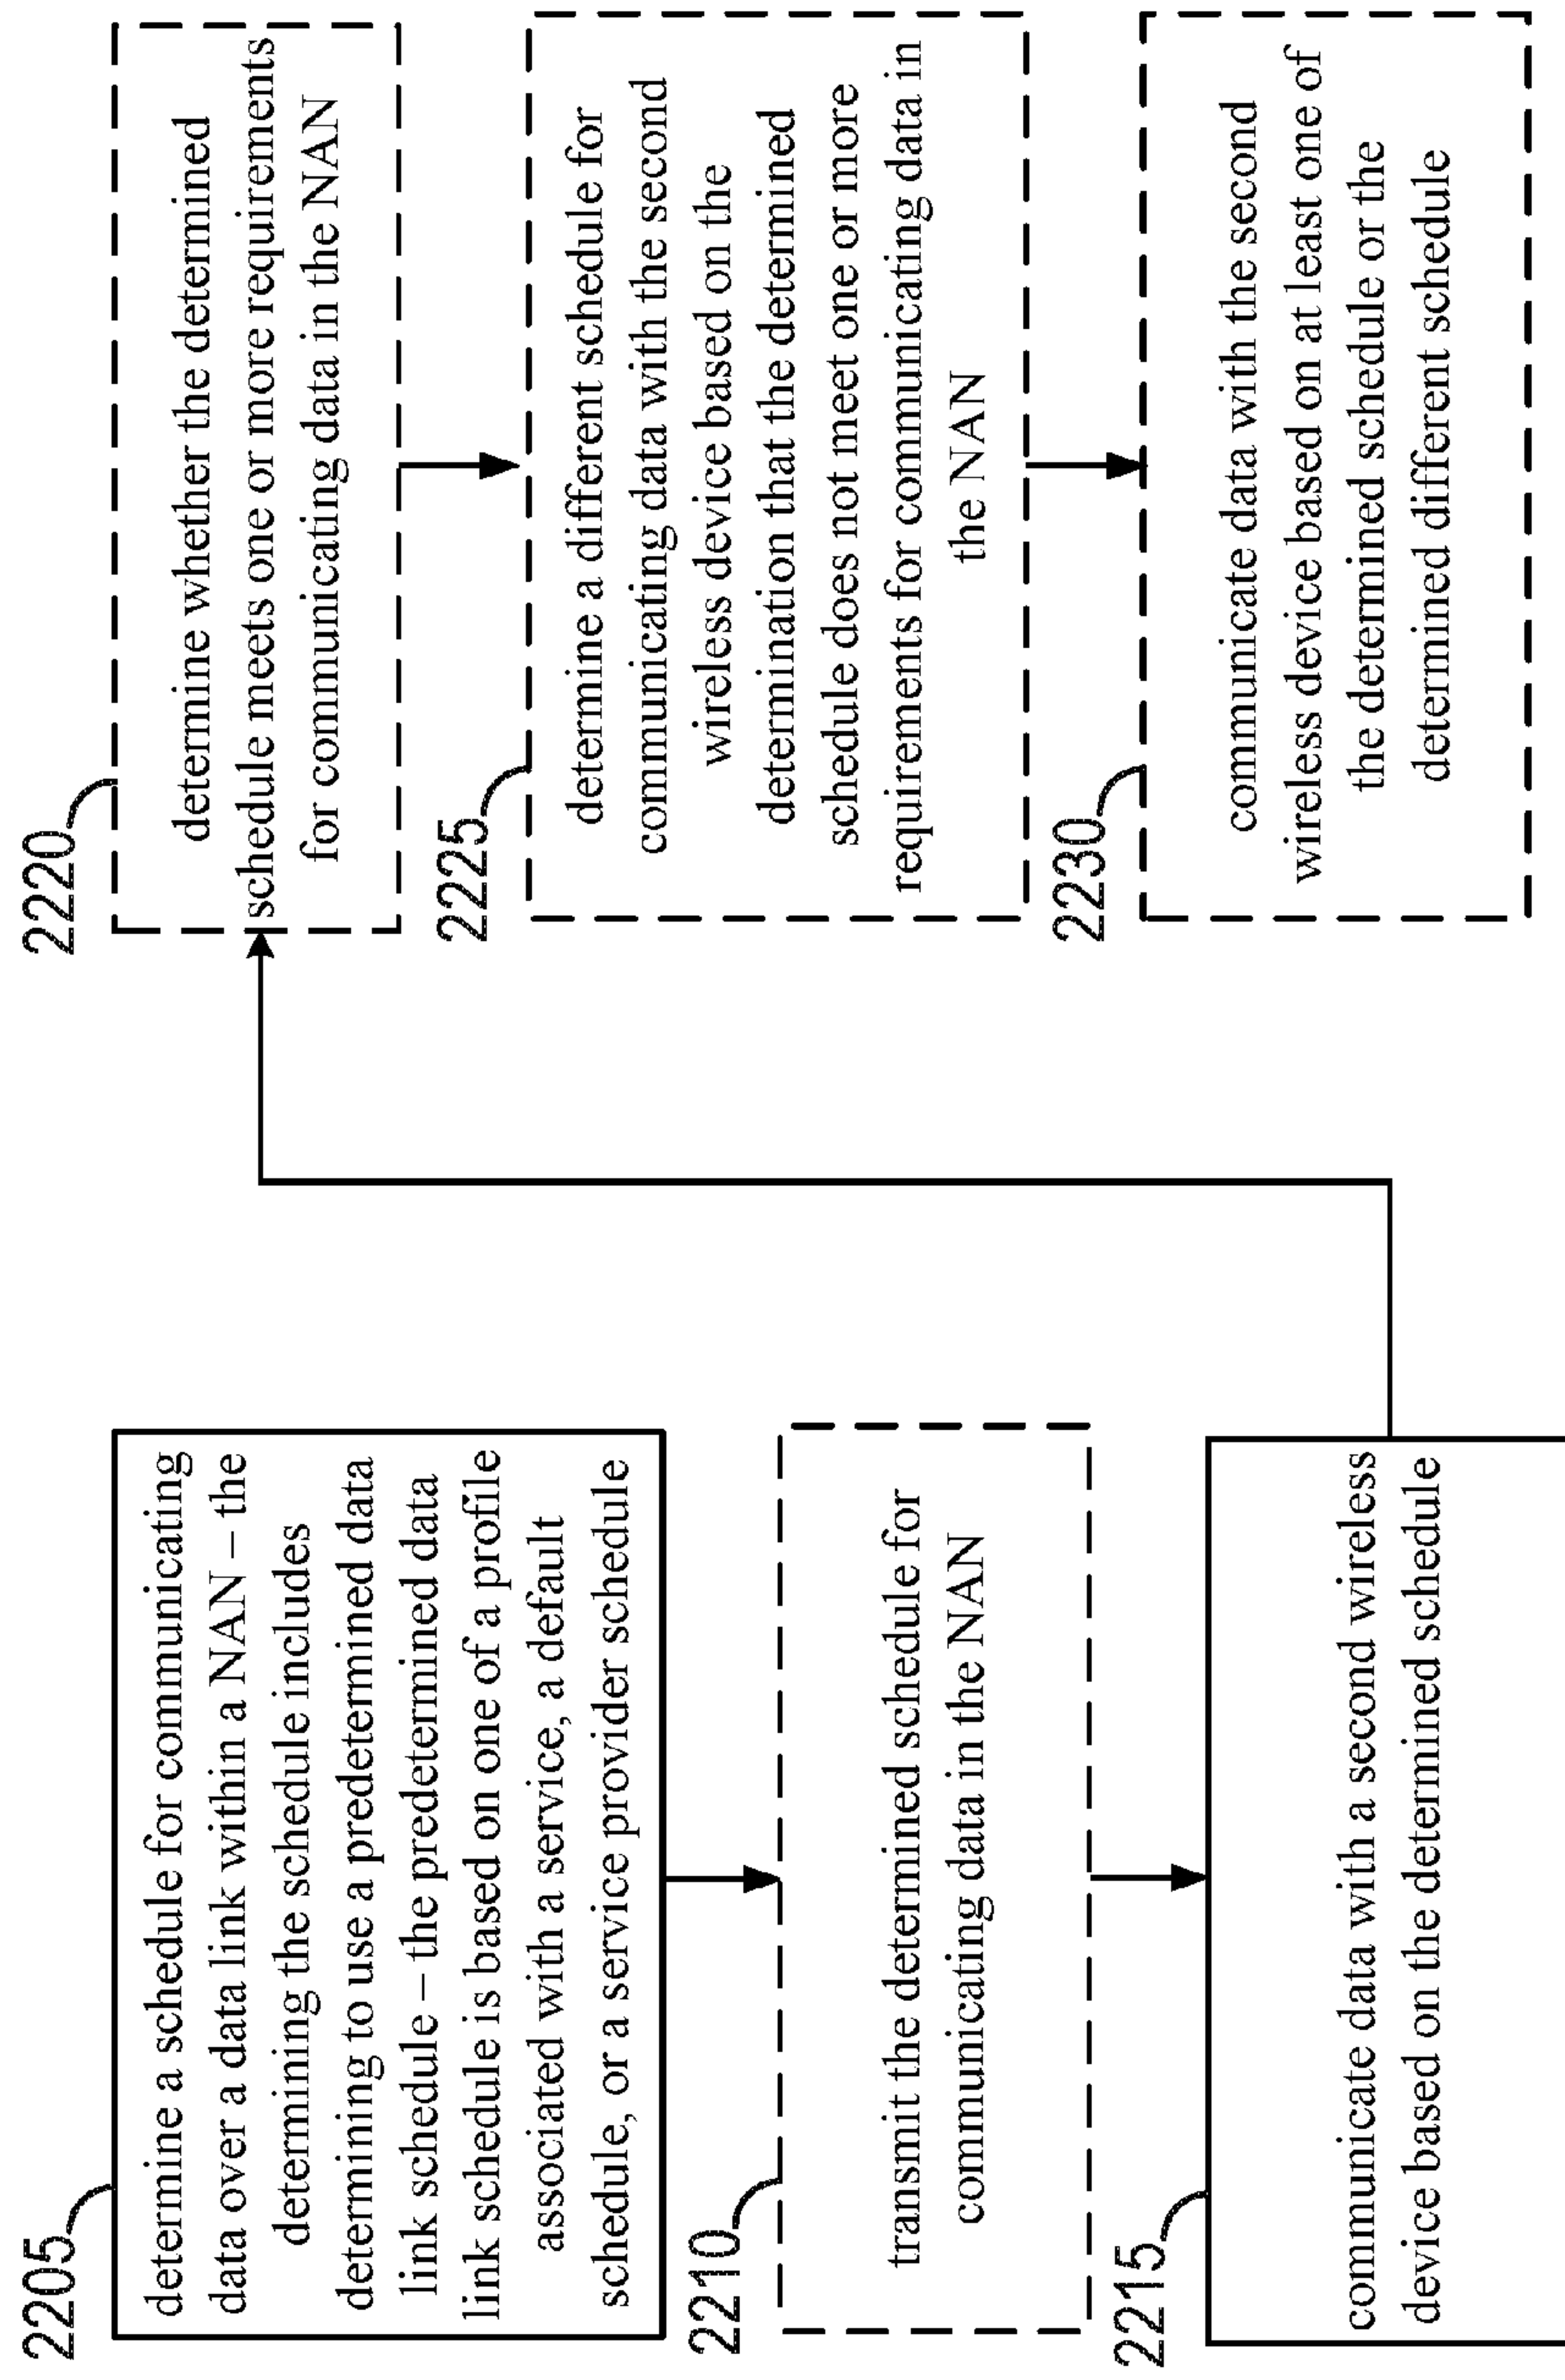 2205
determine a schedule for communicating
data over a data link within a NAN – the
determining the schedule includes
determining to use a predetermined data
link schedule – the predetermined data
link schedule is based on one of a profile
associated with a service, a default
schedule, or a service provider schedule
2210
transmit the determined schedule for
communicating data in the NAN
2215
communicate data with a second wireless
device based on the determined schedule
2220
determine whether the determined
schedule meets one or more requirements
for communicating data in the NAN
2225
determine a different schedule for
communicating data with the second
wireless device based on the
determination that the determined
schedule does not meet one or more
requirements for communicating data in
the NAN
2230
communicate data with the second
wireless device based on at least one of
the determined schedule or the
determined different schedule